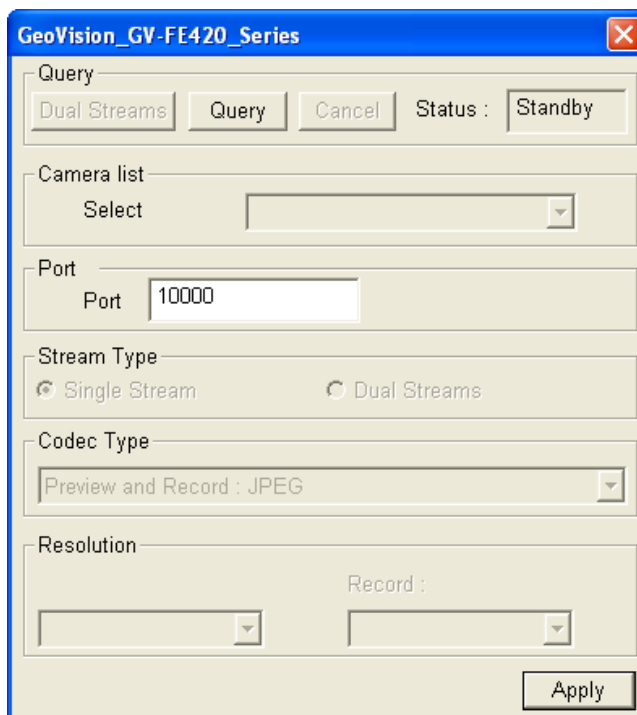 GeoVision_GV-FE420_Series
Query
Dual Streams Query Cancel Status : Standby
Camera list
Select
Port
Port 10000
Stream Type
Single Stream Dual Streams
Codec Type
Preview and Record : JPEG
Resolution
Record :
Apply